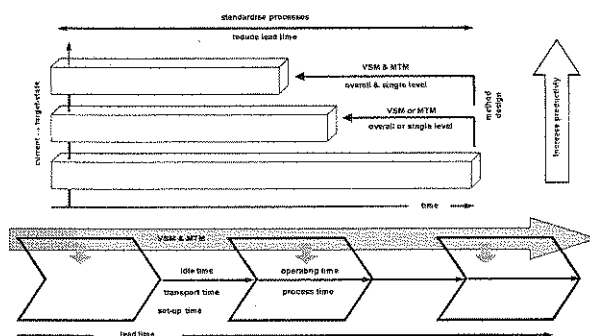 standardise processes
reduce lead time
VSM & MTM
overall & single level
VSM or MTM
overall or single level
current → target-state
method design
increase productivity
time
VSM & MTM
idle time
operating time
transport time
process time
set-up time
lead time